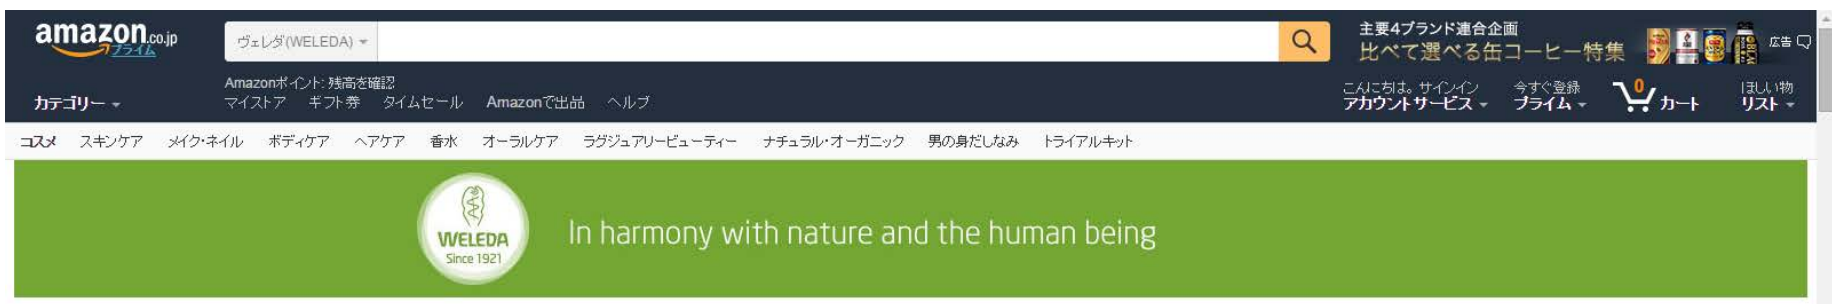 amazon.co.jp
プライム
ヴェレダ(WELEDA)
主要4ブランド連合企画
比べて選べる缶コーヒー特集
広告
カテゴリー
Amazonポイント: 残高を確認
マイストア ギフト券 タイムセール Amazonで出品 ヘルプ
こんにちは。サインイン
アカウントサービス
今すぐ登録
プライム
0
カート
ほしい物
リスト
コスメ スキンケア メイク・ネイル ボディケア ヘアケア 香水 オーラルケア ラグジュアリービューティー ナチュラル・オーガニック 男の身だしなみ トライアルキット
WELEDA
Since 1921
In harmony with nature and the human being